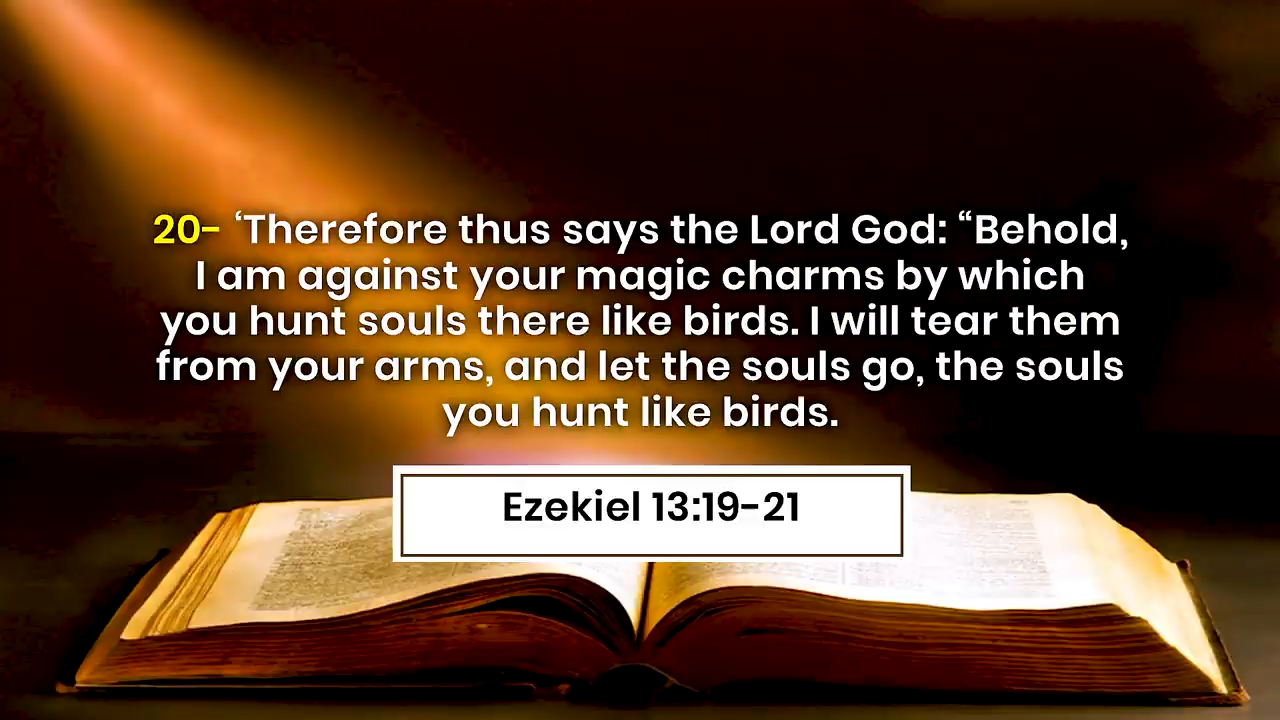 20- ‘Therefore thus says the Lord God: “Behold,
I am against your magic charms by which
you hunt souls there like birds. I will tear them
from your arms, and let the souls go, the souls
you hunt like birds.
Ezekiel 13:19-21